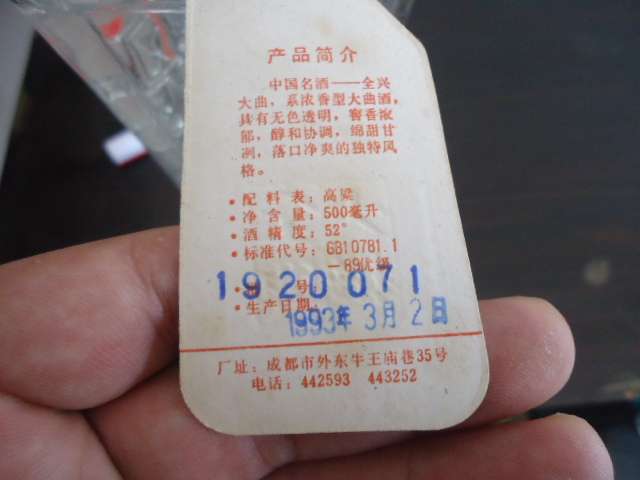 产品简介
中国名酒——全兴
大曲，系浓香型大曲酒，
具有无色透明，窖香浓
郁，醇和协调，绵甜甘
冽，落口净爽的独特风
格。
·配料表：高粱
·净含量：500毫升
·酒精度：52°
·标准代号：GB10781.1
—89优级
1920071
·号：
·生产日期：
1993年3月2日
厂址：成都市外东牛王庙巷35号
电话：442593 443252